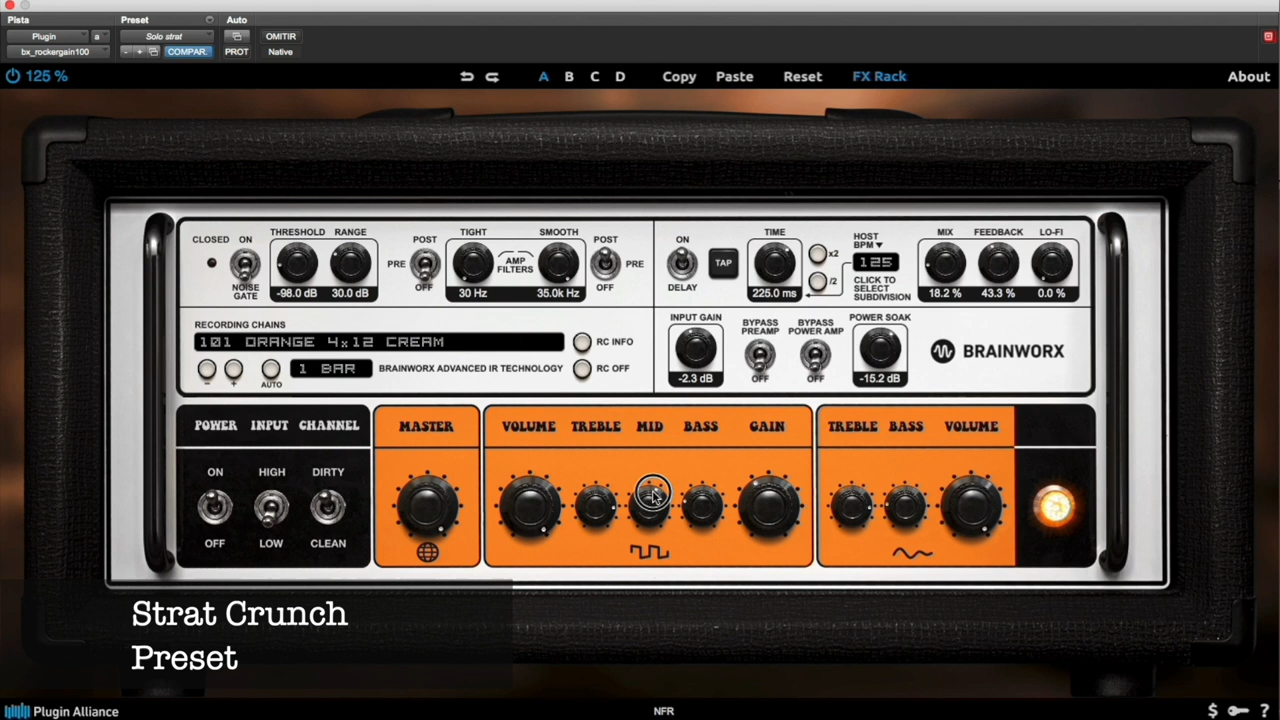 Pista
Preset
Auto
Plugin
a
Solo strat
OMITIR
bx_rockergain100
- +
COMPAR.
PROT
Native
125 %
A B C D
Copy
Paste
Reset
FX Rack
About
CLOSED
ON
NOISE
GATE
THRESHOLD
-98.0 dB
RANGE
30.0 dB
POST
PRE
OFF
TIGHT
30 Hz
AMP
FILTERS
SMOOTH
35.0k Hz
POST
PRE
OFF
ON
DELAY
TAP
TIME
225.0 ms
x2
/2
HOST
BPM ▼
125
CLICK TO
SELECT
SUBDIVISION
MIX
18.2 %
FEEDBACK
43.3 %
LO-FI
0.0 %
RECORDING CHAINS
101 ORANGE 4x12 CREAM
RC INFO
- +
AUTO
1 BAR
BRAINWORX ADVANCED IR TECHNOLOGY
RC OFF
INPUT GAIN
-2.3 dB
BYPASS
PREAMP
OFF
BYPASS
POWER AMP
OFF
POWER SOAK
-15.2 dB
BRAINWORX
POWER INPUT CHANNEL
MASTER
VOLUME TREBLE MID BASS GAIN
TREBLE BASS VOLUME
ON HIGH DIRTY
OFF LOW CLEAN
Strat Crunch
Preset
Plugin Alliance
NFR
$ ?